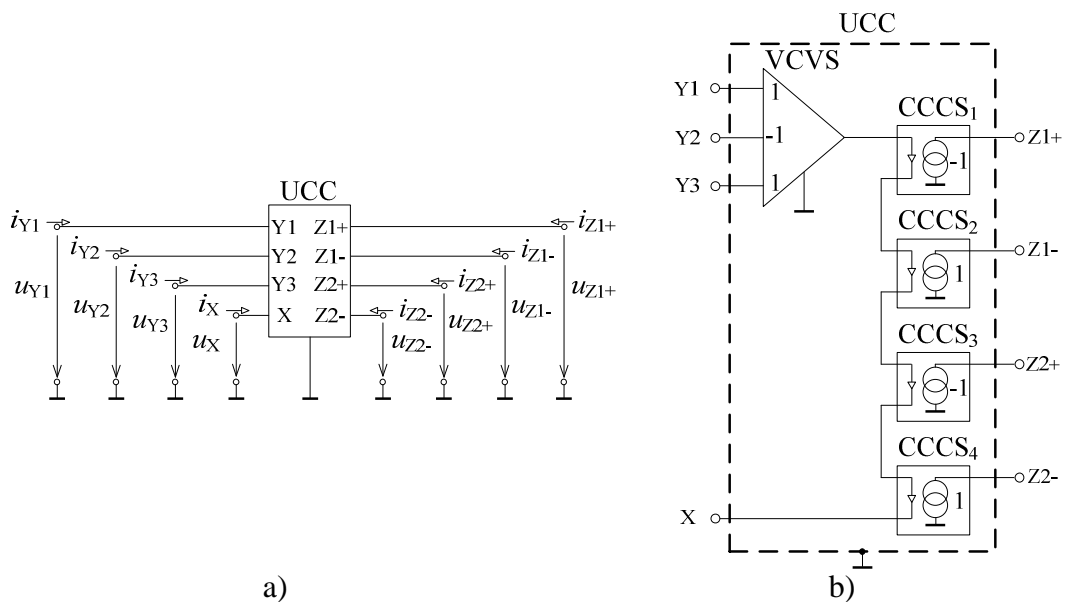 UCC
i_Y1
i_Y2
i_Y3
i_X
u_Y1
u_Y2
u_Y3
u_X
Y1 Z1+
Y2 Z1-
Y3 Z2+
X Z2-
i_Z1+
i_Z1-
i_Z2+
i_Z2-
u_Z1+
u_Z1-
u_Z2+
u_Z2-
a)
UCC
VCVS
Y1 1
Y2 -1
Y3 1
CCCS₁
-1 Z1+
CCCS₂
1 Z1-
CCCS₃
-1 Z2+
CCCS₄
1 Z2-
X
b)